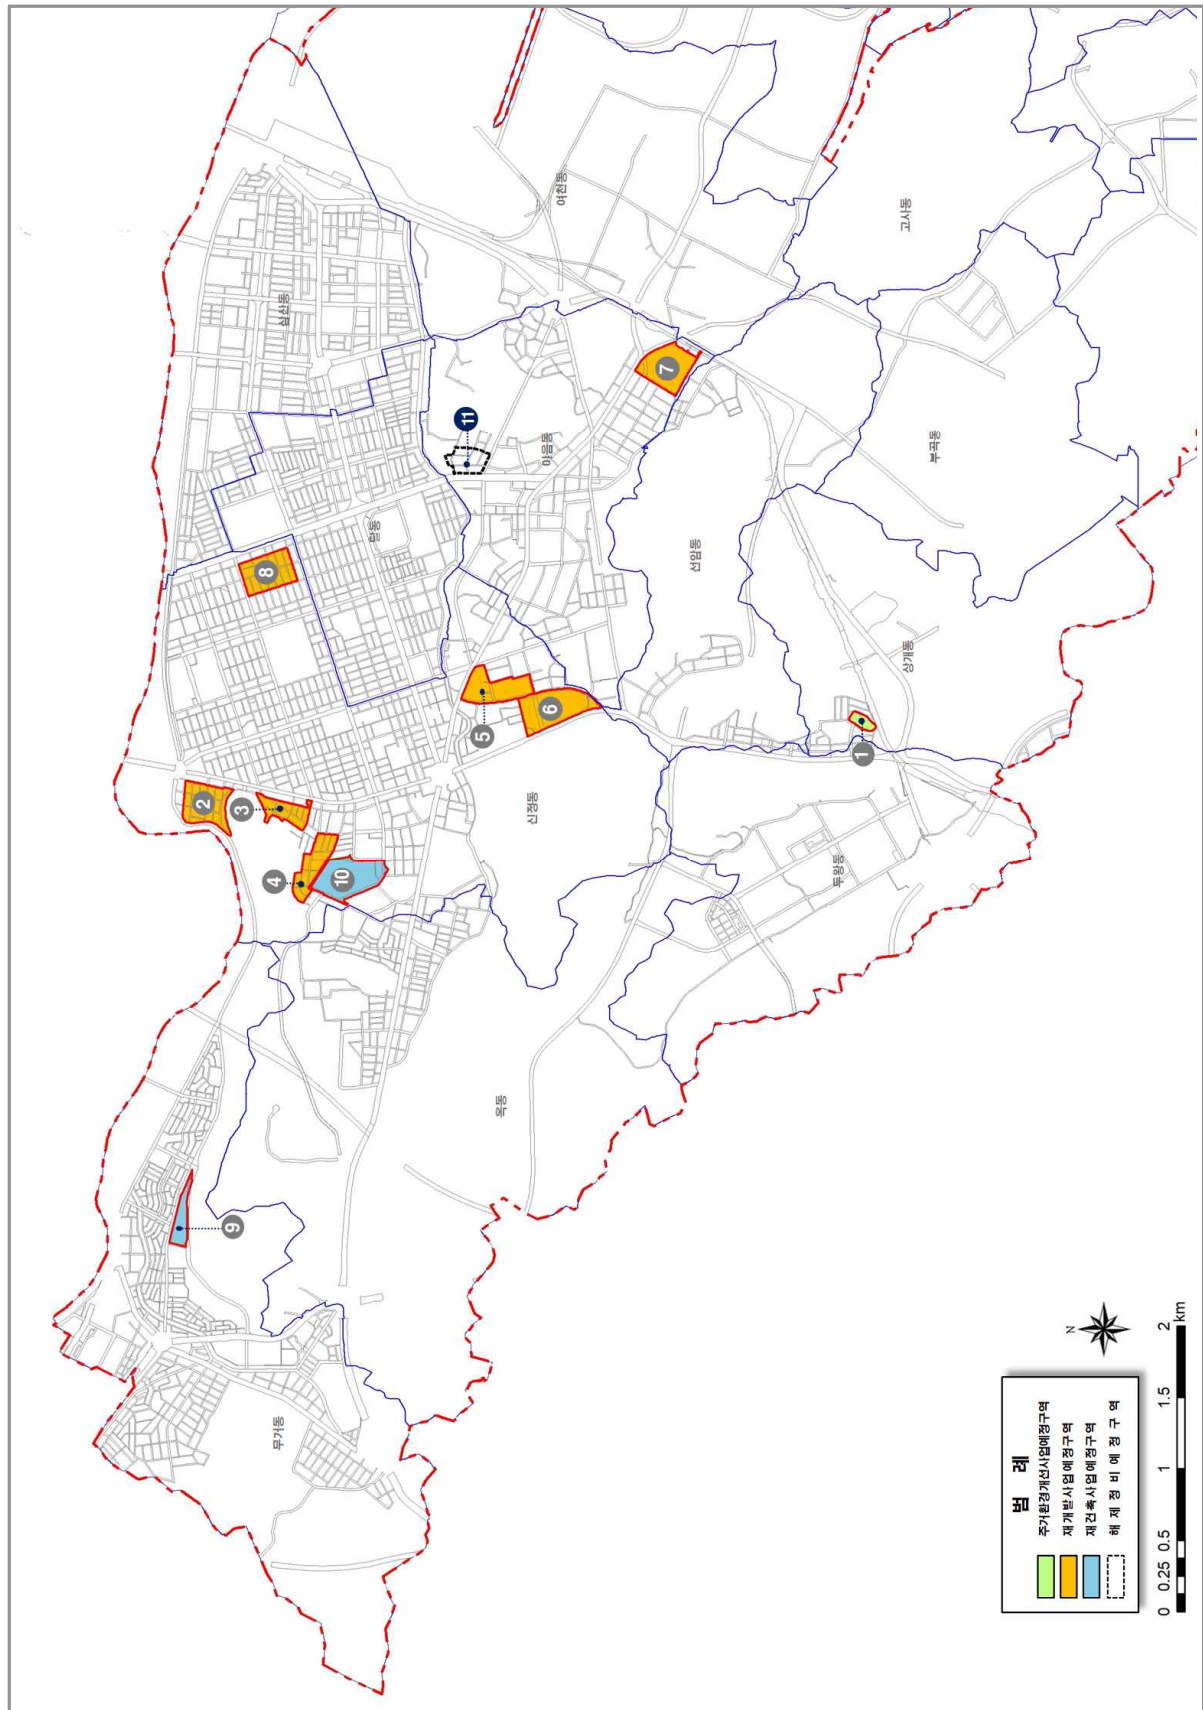 무거동
옥동
신정동
삼산동
달동
야음동
여천동
선암동
두왕동
상개동
부곡동
고사동
1
2
3
4
5
6
7
8
9
10
11
범 례
주거환경개선사업예정구역
재개발사업예정구역
재건축사업예정구역
해 제 정 비 예 정 구 역
N
0 0.25 0.5 1 1.5 2 km